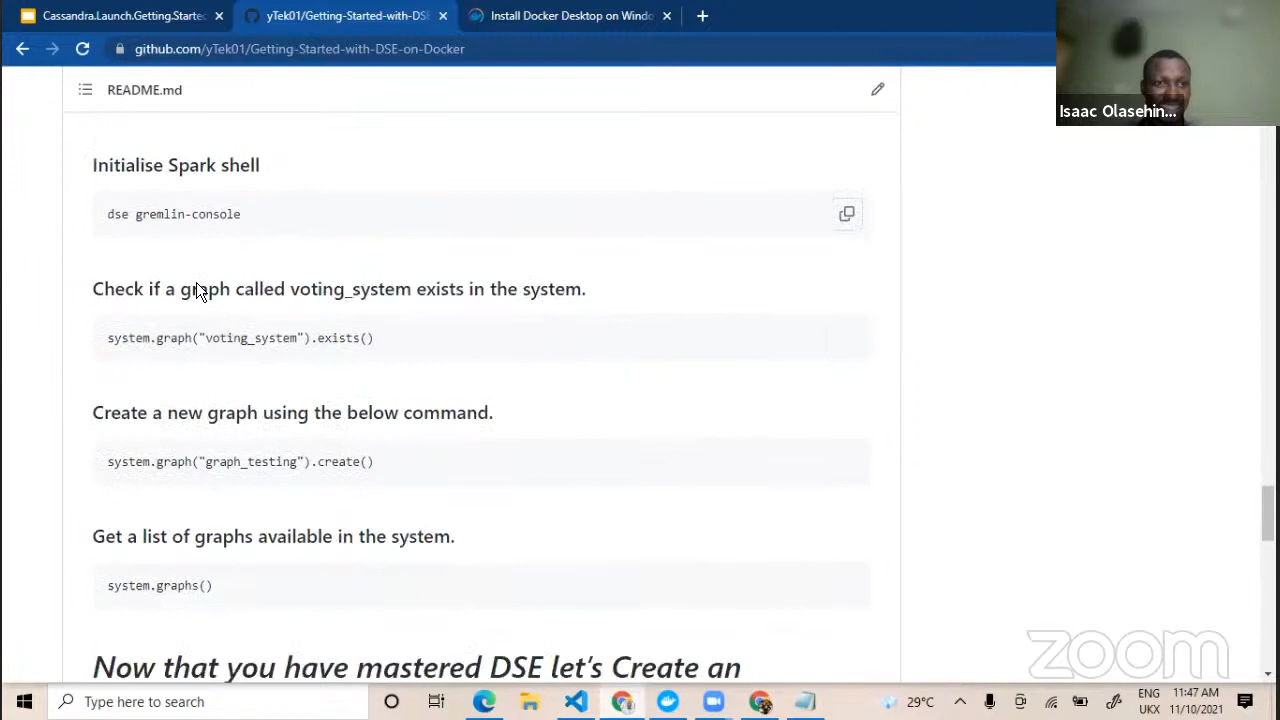 Cassandra.Launch.Getting.Starte
yTek01/Getting-Started-with-DSE
Install Docker Desktop on Windo
github.com/yTek01/Getting-Started-with-DSE-on-Docker
Isaac Olasehin...
README.md
Initialise Spark shell
dse gremlin-console
Check if a graph called voting_system exists in the system.
system.graph("voting_system").exists()
Create a new graph using the below command.
system.graph("graph_testing").create()
Get a list of graphs available in the system.
system.graphs()
Now that you have mastered DSE let's Create an
zoom
Type here to search
29°C
ENG
UKX
11:47 AM
11/10/2021